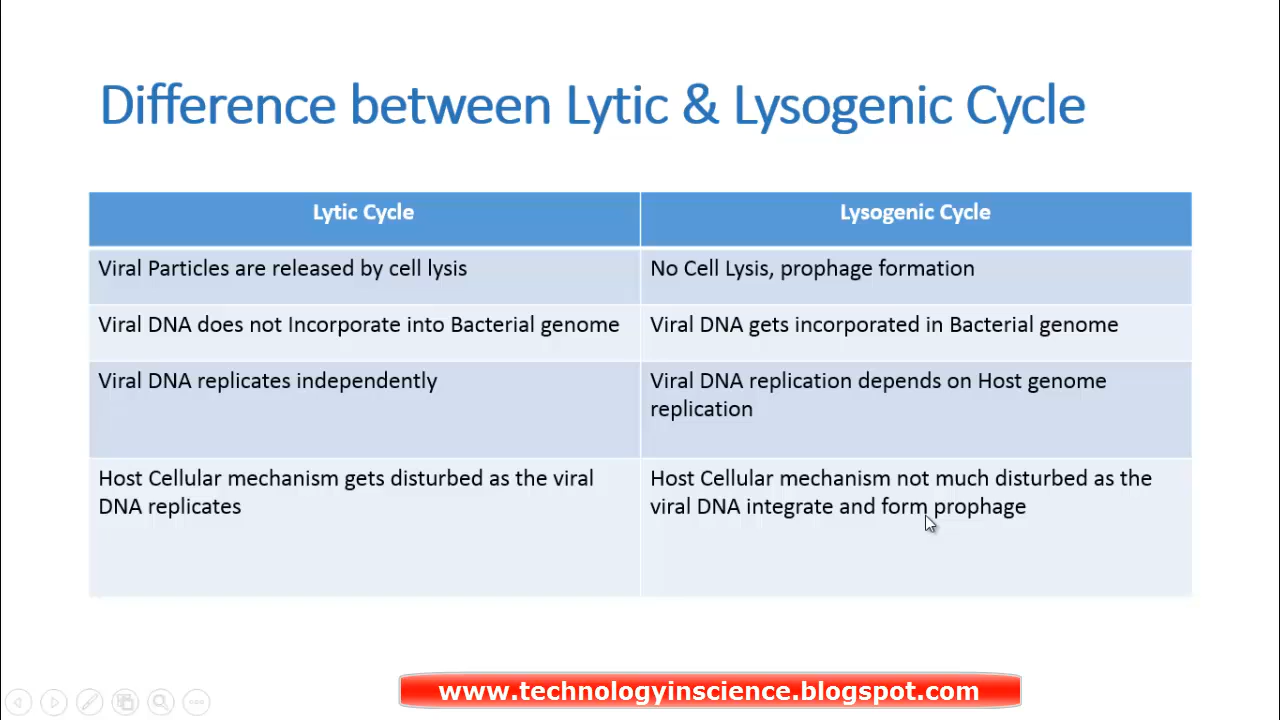 Difference between Lytic & Lysogenic Cycle
Lytic Cycle
Lysogenic Cycle
Viral Particles are released by cell lysis
No Cell Lysis, prophage formation
Viral DNA does not Incorporate into Bacterial genome
Viral DNA gets incorporated in Bacterial genome
Viral DNA replicates independently
Viral DNA replication depends on Host genome
replication
Host Cellular mechanism gets disturbed as the viral
DNA replicates
Host Cellular mechanism not much disturbed as the
viral DNA integrate and form prophage
www.technologyinscience.blogspot.com